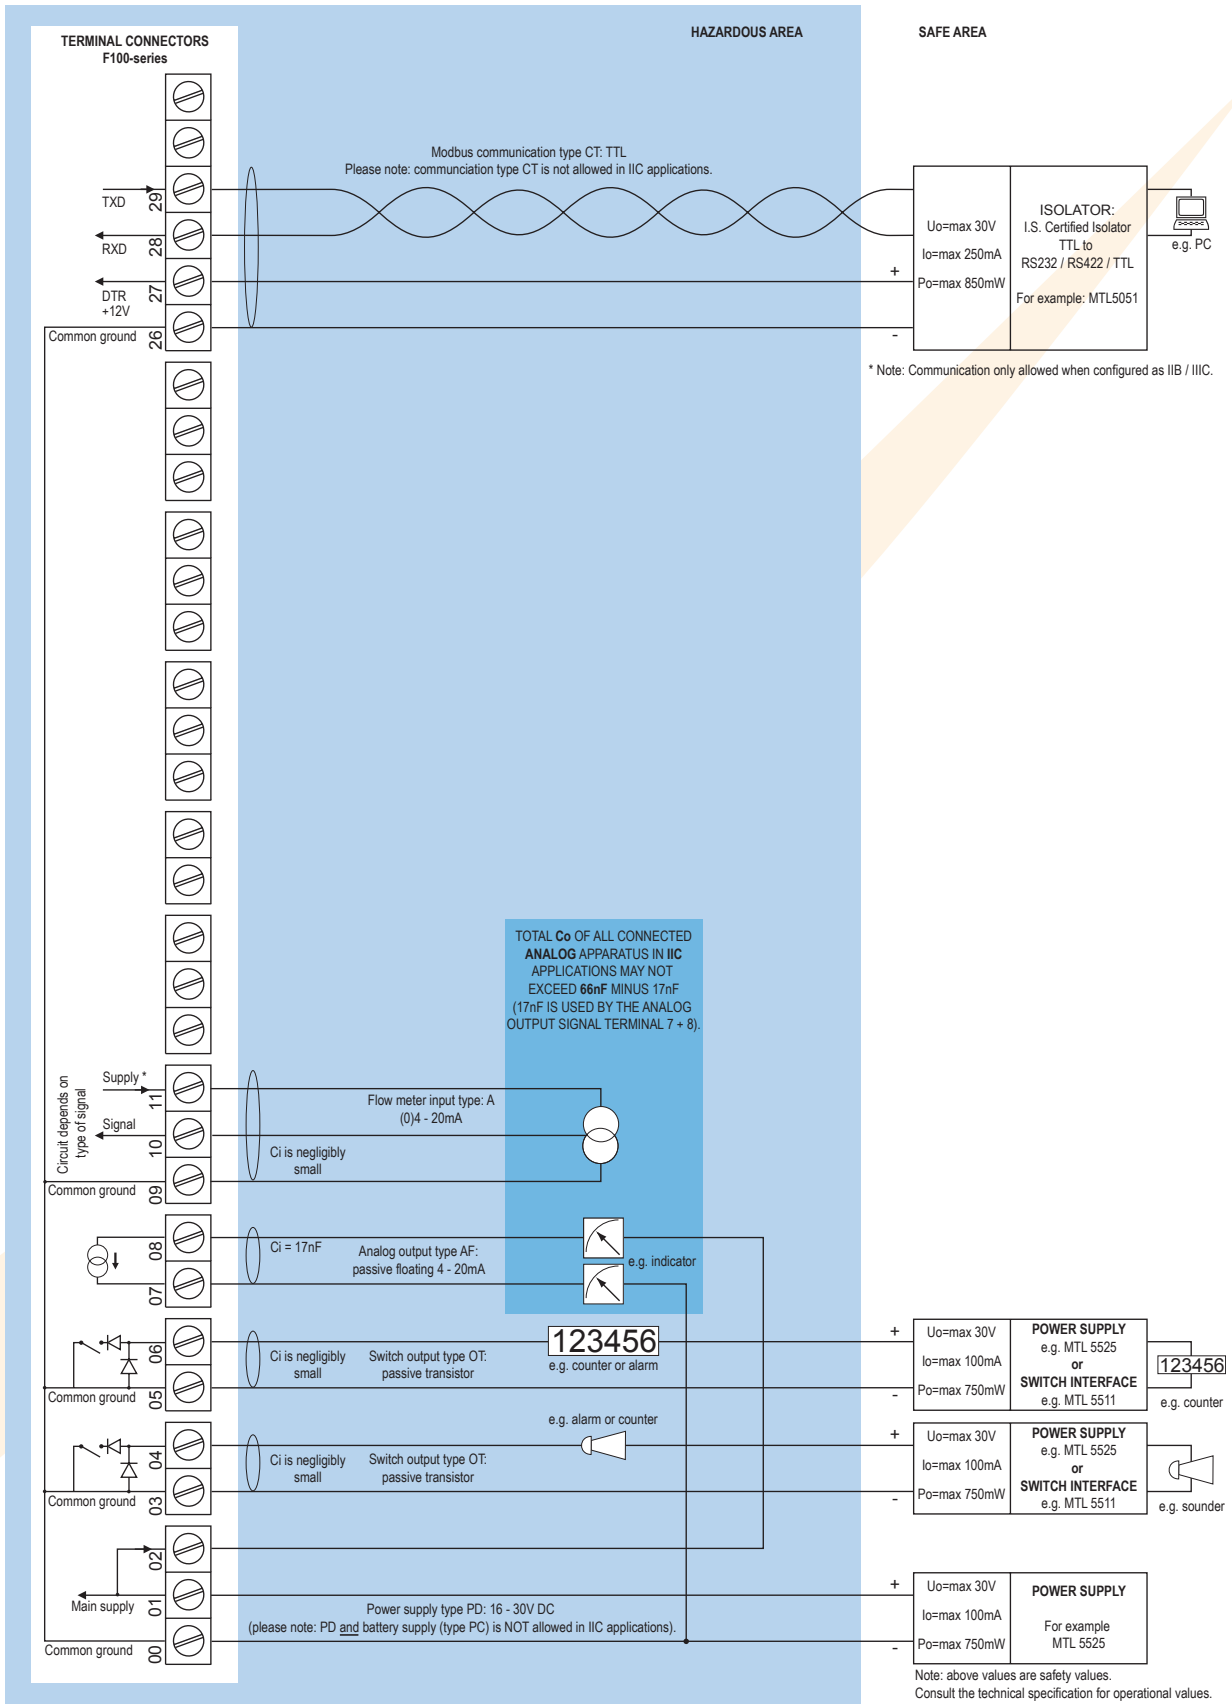 TERMINAL CONNECTORS
F100-series
HAZARDOUS AREA
SAFE AREA
Modbus communication type CT: TTL
Please note: communciation type CT is not allowed in IIC applications.
TXD
29
RXD
28
DTR
+12V
27
Common ground
26
+
-
Uo=max 30V
Io=max 250mA
Po=max 850mW
ISOLATOR:
I.S. Certified Isolator
TTL to
RS232 / RS422 / TTL
For example: MTL5051
e.g. PC
* Note: Communication only allowed when configured as IIB / IIIC.
TOTAL Co OF ALL CONNECTED
ANALOG APPARATUS IN IIC
APPLICATIONS MAY NOT
EXCEED 66nF MINUS 17nF
(17nF IS USED BY THE ANALOG
OUTPUT SIGNAL TERMINAL 7 + 8).
Circuit depends on
type of signal
Supply *
11
Signal
10
Common ground
09
Flow meter input type: A
(0)4 - 20mA
Ci is negligibly
small
08
07
Ci = 17nF
Analog output type AF:
passive floating 4 - 20mA
e.g. indicator
06
Common ground
05
Ci is negligibly
small
Switch output type OT:
passive transistor
123456
e.g. counter or alarm
+
-
Uo=max 30V
Io=max 100mA
Po=max 750mW
POWER SUPPLY
e.g. MTL 5525
or
SWITCH INTERFACE
e.g. MTL 5511
123456
e.g. counter
04
Common ground
03
Ci is negligibly
small
Switch output type OT:
passive transistor
e.g. alarm or counter
+
-
Uo=max 30V
Io=max 100mA
Po=max 750mW
POWER SUPPLY
e.g. MTL 5525
or
SWITCH INTERFACE
e.g. MTL 5511
e.g. sounder
02
Main supply
01
Common ground
00
Power supply type PD: 16 - 30V DC
(please note: PD and battery supply (type PC) is NOT allowed in IIC applications).
+
-
Uo=max 30V
Io=max 100mA
Po=max 750mW
POWER SUPPLY
For example
MTL 5525
Note: above values are safety values.
Consult the technical specification for operational values.